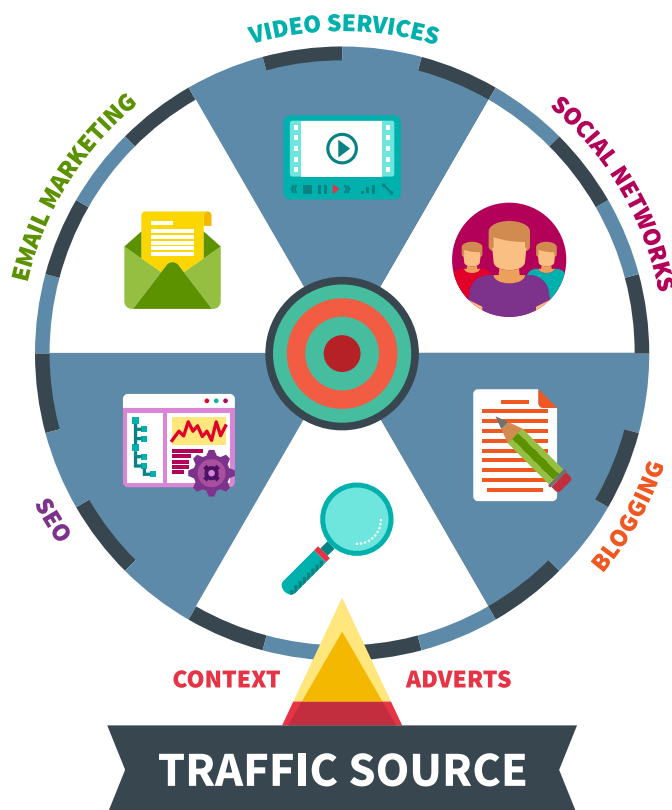 VIDEO SERVICES
EMAIL MARKETING
SOCIAL NETWORKS
SEO
BLOGGING
CONTEXT ADVERTS
TRAFFIC SOURCE